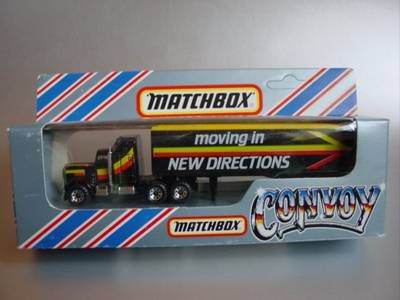 MATCHBOX
moving in
NEW DIRECTIONS
MATCHBOX
CONVOY